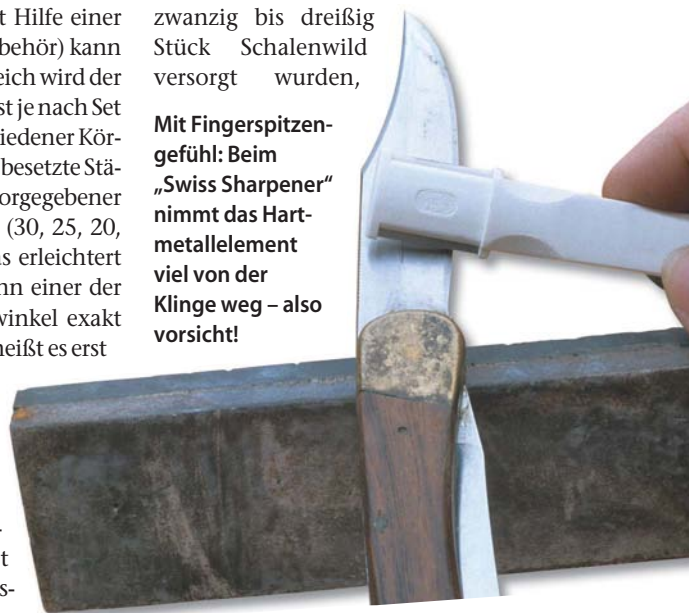 t Hilfe einer
behör) kann
eich wird der
st je nach Set
iedener Kör-
besetzte Stä-
orgegebener
(30, 25, 20,
as erleichtert
nn einer der
winkel exakt
heißt es erst
-
t
s-
zwanzig bis dreißig
Stück Schalenwild
versorgt wurden,
Mit Fingerspitzen-
gefühl: Beim
„Swiss Sharpener“
nimmt das Hart-
metallelement
viel von der
Klinge weg – also
vorsicht!